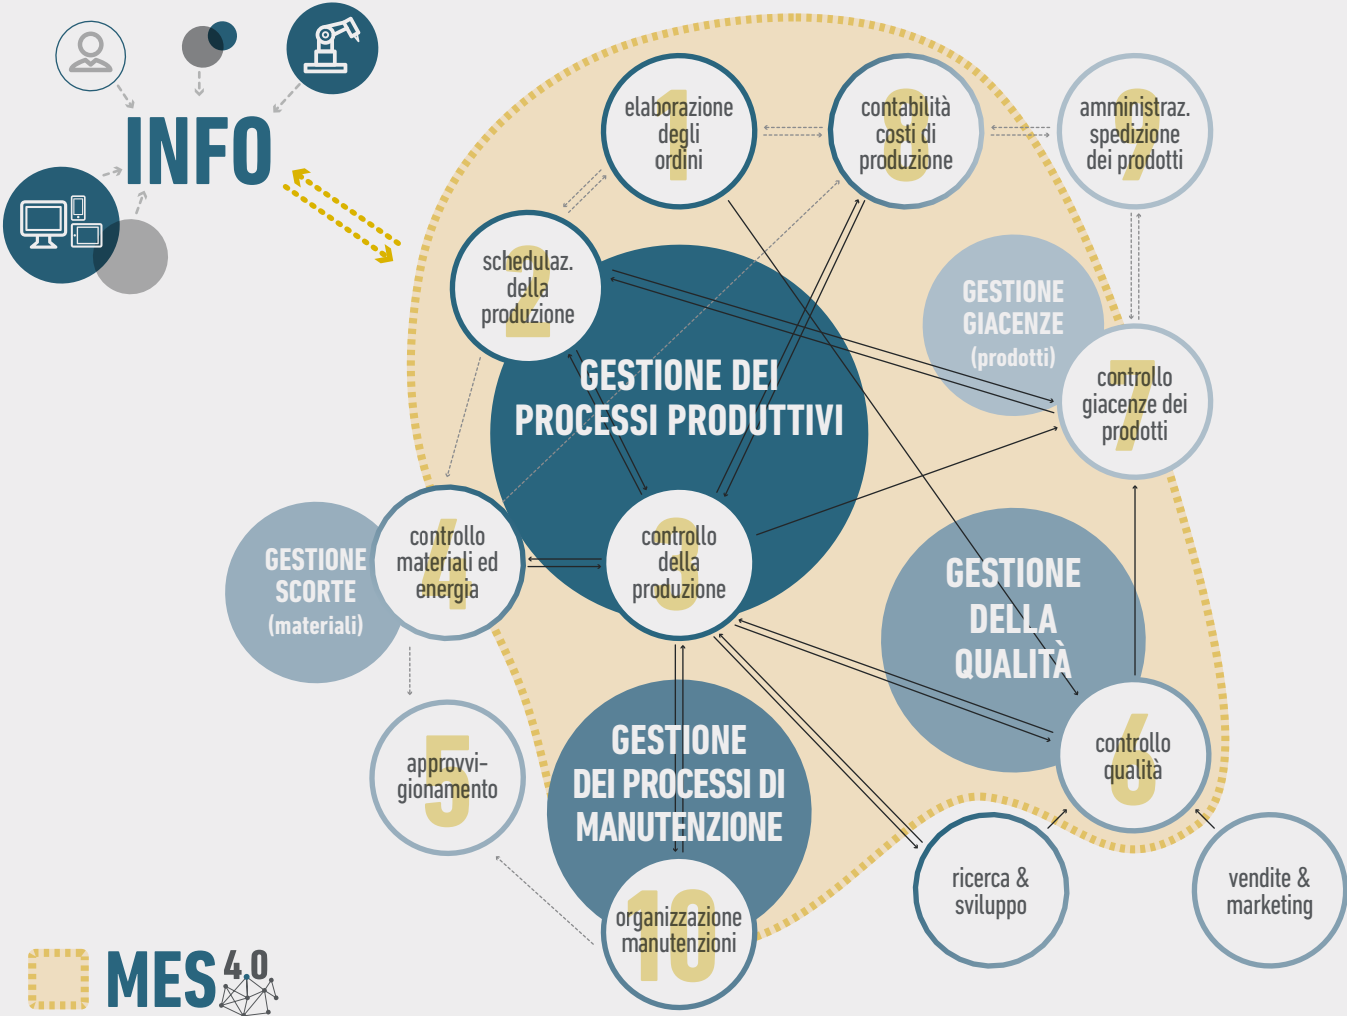 INFO
1
elaborazione
degli
ordini
8
contabilità
costi di
produzione
9
amministraz.
spedizione
dei prodotti
2
schedulaz.
della
produzione
GESTIONE
GIACENZE
(prodotti)
GESTIONE DEI
PROCESSI PRODUTTIVI
7
controllo
giacenze dei
prodotti
GESTIONE
SCORTE
(materiali)
4
controllo
materiali ed
energia
3
controllo
della
produzione
GESTIONE
DELLA
QUALITÀ
5
approvvi-
gionamento
GESTIONE
DEI PROCESSI DI
MANUTENZIONE
6
controllo
qualità
10
organizzazione
manutenzioni
ricerca &
sviluppo
vendite &
marketing
MES 4.0